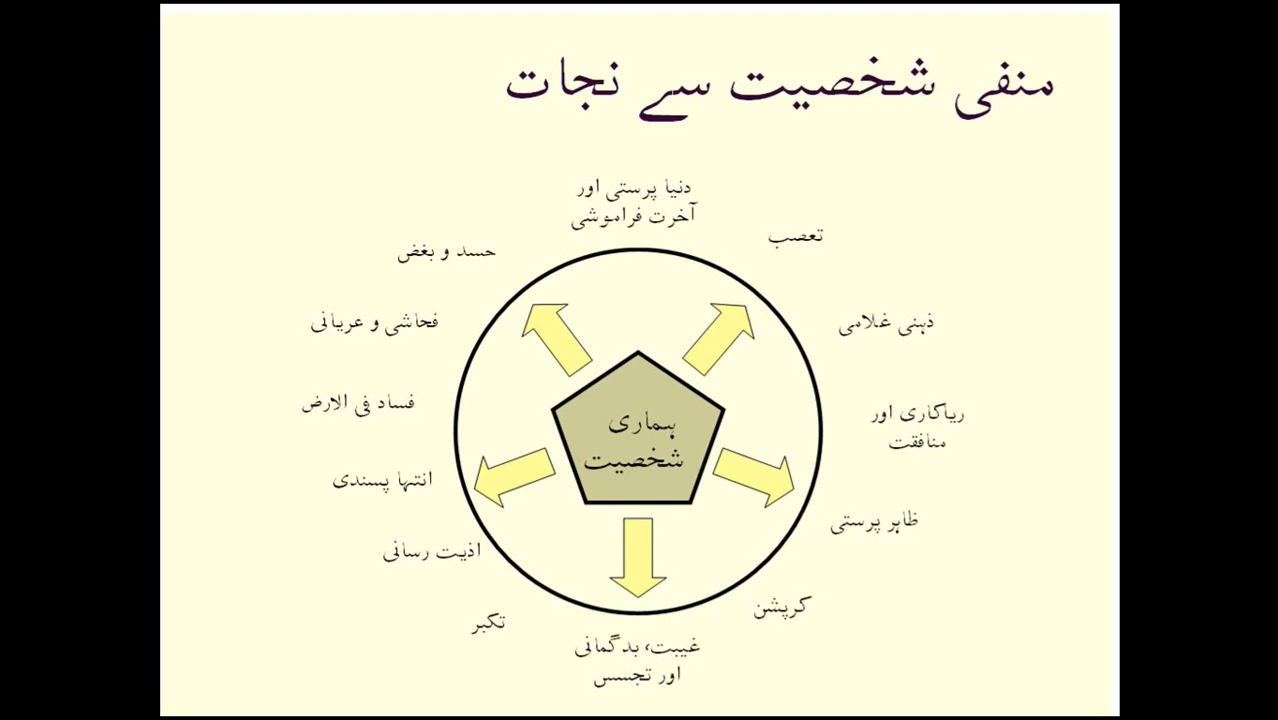 منفی شخصیت سے نجات
دنیا پرستی اور
آخرت فراموشی
تعصب
ذہنی غلامی
ریاکاری اور
منافقت
ظاہر پرستی
کرپشن
غیبت، بدگمانی
اور تجسس
تکبر
اذیت رسانی
انتہا پسندی
فساد فی الارض
فحاشی و عریانی
حسد و بغض
ہماری
شخصیت